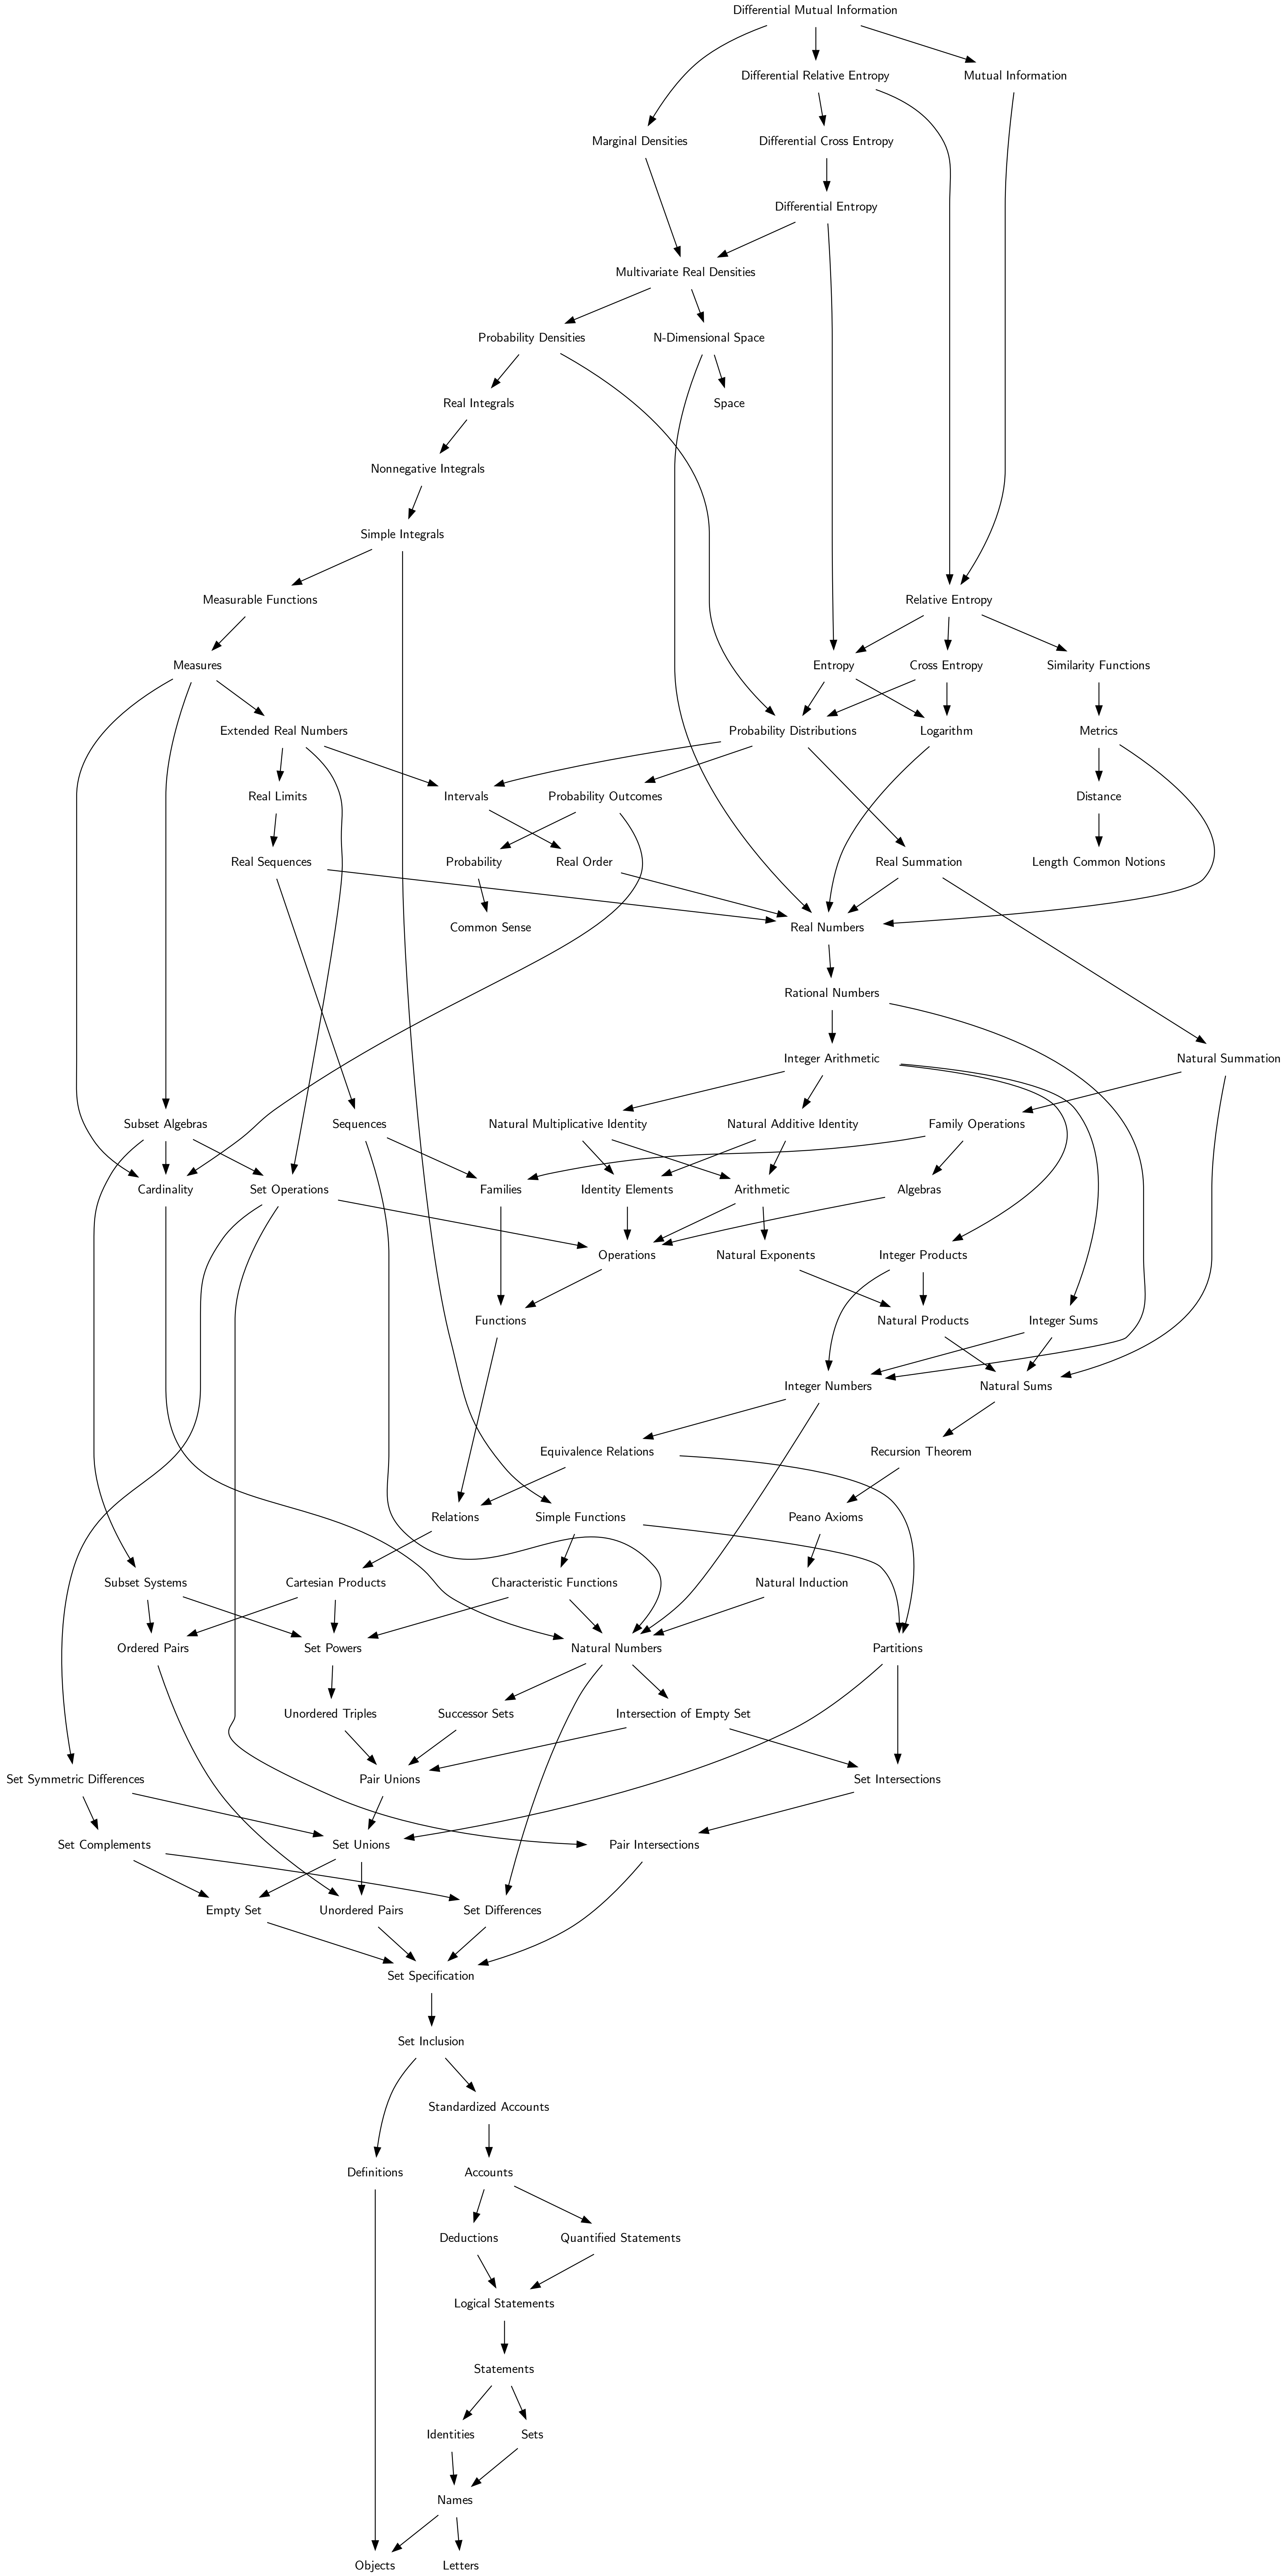 Differential Mutual Information
Differential Relative Entropy
Mutual Information
Marginal Densities
Differential Cross Entropy
Differential Entropy
Multivariate Real Densities
Probability Densities
N-Dimensional Space
Real Integrals
Space
Nonnegative Integrals
Simple Integrals
Measurable Functions
Relative Entropy
Measures
Entropy
Cross Entropy
Similarity Functions
Extended Real Numbers
Probability Distributions
Logarithm
Metrics
Real Limits
Intervals
Probability Outcomes
Distance
Real Sequences
Probability
Real Order
Real Summation
Length Common Notions
Common Sense
Real Numbers
Rational Numbers
Integer Arithmetic
Natural Summation
Subset Algebras
Sequences
Natural Multiplicative Identity
Natural Additive Identity
Family Operations
Cardinality
Set Operations
Families
Identity Elements
Arithmetic
Algebras
Operations
Natural Exponents
Integer Products
Functions
Natural Products
Integer Sums
Integer Numbers
Natural Sums
Equivalence Relations
Recursion Theorem
Relations
Simple Functions
Peano Axioms
Subset Systems
Cartesian Products
Characteristic Functions
Natural Induction
Ordered Pairs
Set Powers
Natural Numbers
Partitions
Unordered Triples
Successor Sets
Intersection of Empty Set
Set Symmetric Differences
Pair Unions
Set Intersections
Set Complements
Set Unions
Pair Intersections
Empty Set
Unordered Pairs
Set Differences
Set Specification
Set Inclusion
Standardized Accounts
Definitions
Accounts
Deductions
Quantified Statements
Logical Statements
Statements
Identities
Sets
Names
Objects
Letters